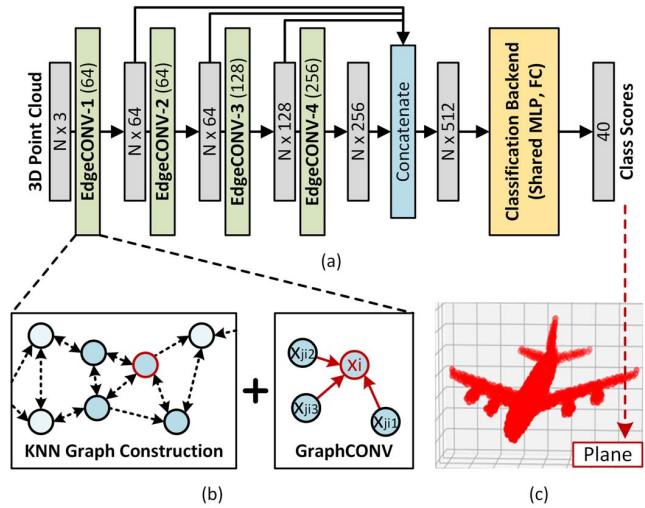 3D Point Cloud
N x 3
EdgeCONV-1 (64)
N x 64
EdgeCONV-2 (64)
N x 64
EdgeCONV-3 (128)
N x 128
EdgeCONV-4 (256)
N x 256
Concatenate
N x 512
Classification Backend
(Shared MLP, FC)
40
Class Scores
(a)
KNN Graph Construction
+
Xji2
Xi
Xji3
Xji1
GraphCONV
Plane
(b)
(c)